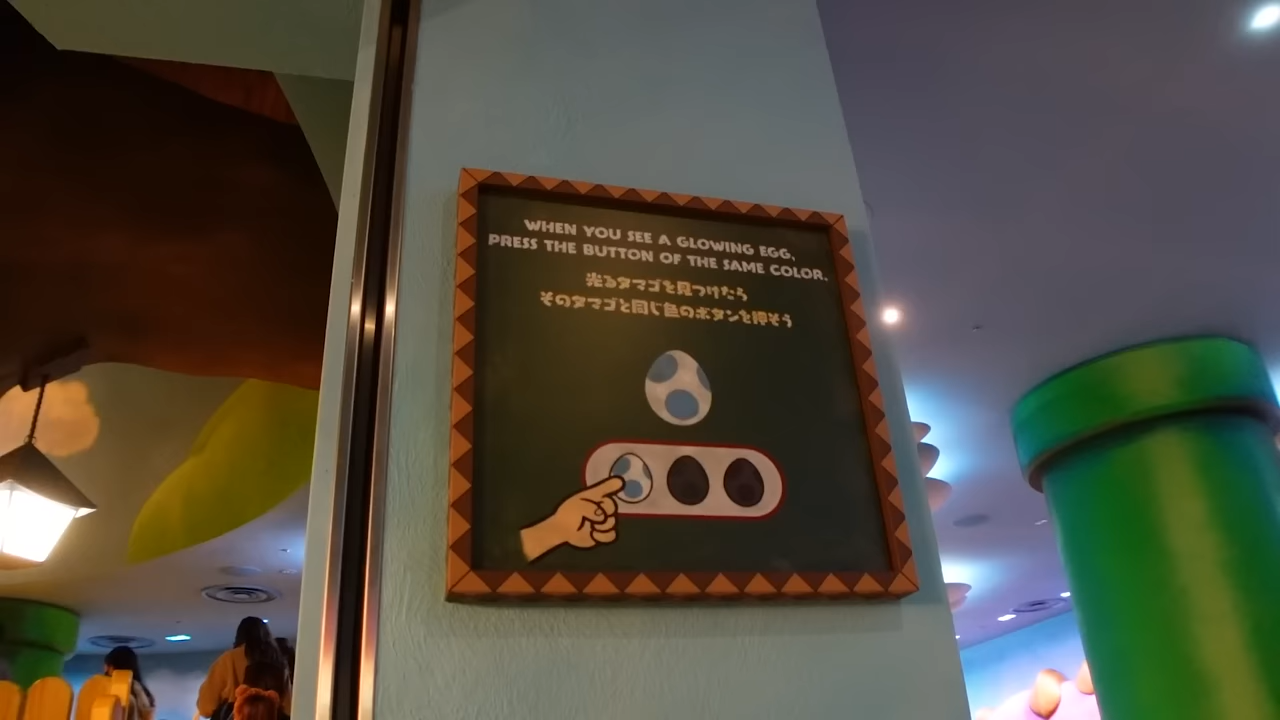 WHEN YOU SEE A GLOWING EGG,
PRESS THE BUTTON OF THE SAME COLOR.
光るタマゴを見つけたら
そのタマゴと同じ色のボタンを押そう